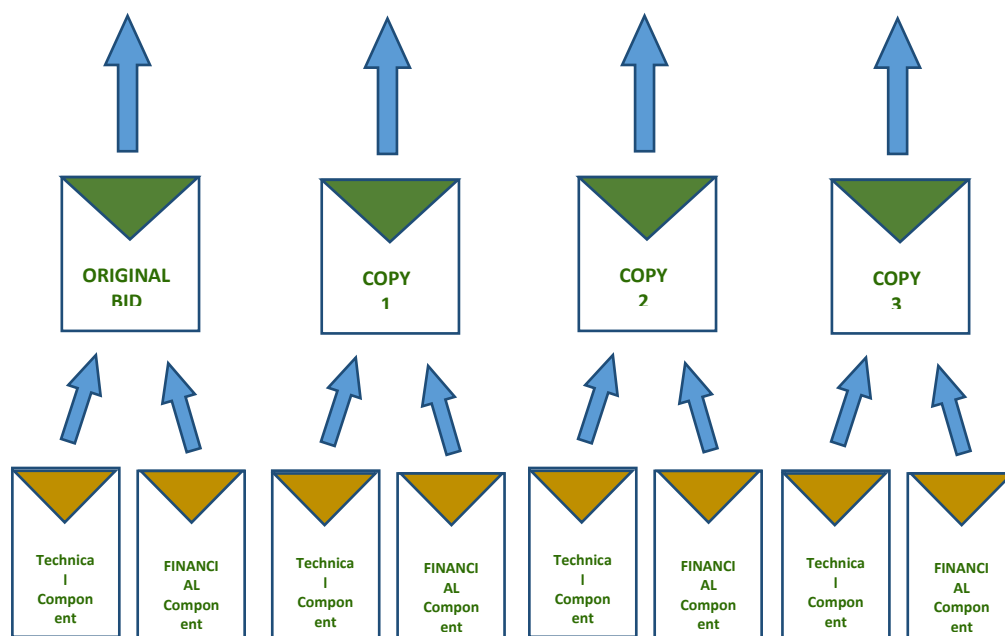 ORIGINAL
BID
COPY
1
COPY
2
COPY
3
Technica
l
Compon
ent
FINANCI
AL
Compon
ent
Technica
l
Compon
ent
FINANCI
AL
Compon
ent
Technica
l
Compon
ent
FINANCI
AL
Compon
ent
Technica
l
Compon
ent
FINANCI
AL
Compon
ent